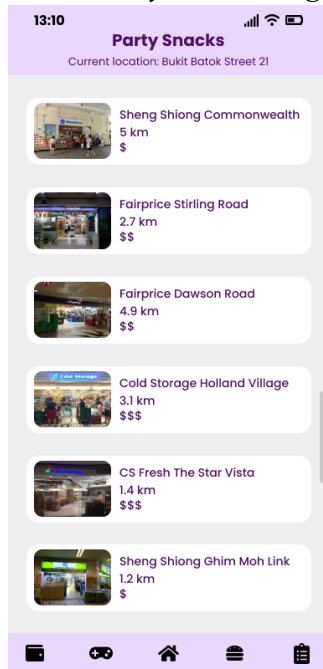 13:10
Party Snacks
Current location: Bukit Batok Street 21
Sheng Shiong Commonwealth
5 km
$
Fairprice Stirling Road
2.7 km
$$
Fairprice Dawson Road
4.9 km
$$
Cold Storage
Cold Storage Holland Village
3.1 km
$$$
CS Fresh The Star Vista
1.4 km
$$$
Sheng Shiong Ghim Moh Link
1.2 km
$